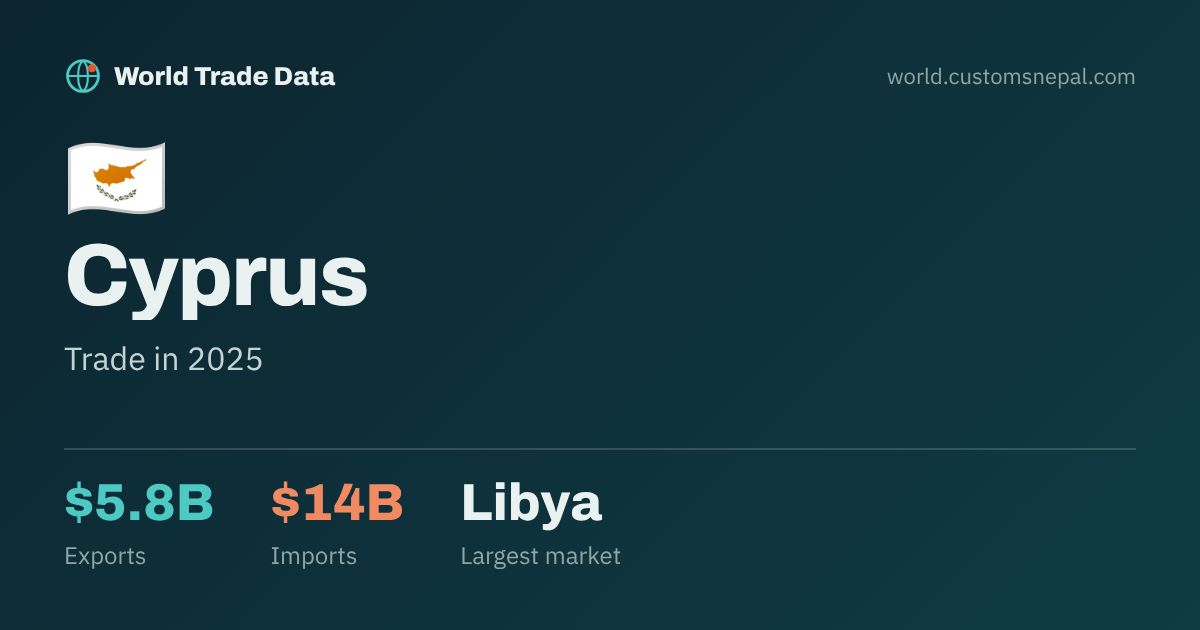 World Trade Data
world.customsnepal.com
Cyprus
Trade in 2025
$5.8B
Exports
$14B
Imports
Libya
Largest market